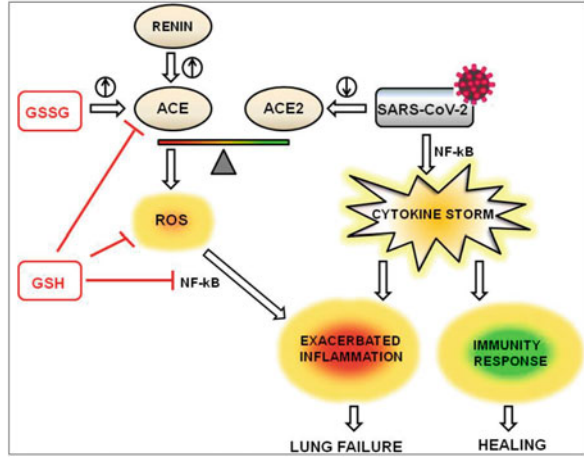 RENIN
GSSG
ACE
ACE2
SARS-CoV-2
NF-kB
CYTOKINE STORM
ROS
GSH
NF-kB
EXACERBATED
INFLAMMATION
IMMUNITY
RESPONSE
LUNG FAILURE
HEALING